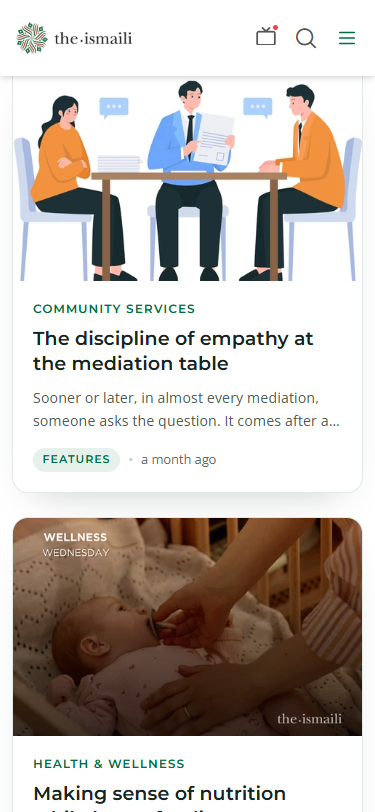 the·ismaili
COMMUNITY SERVICES
The discipline of empathy at
the mediation table
Sooner or later, in almost every mediation,
someone asks the question. It comes after a...
FEATURES • a month ago
WELLNESS
WEDNESDAY
the·ismaili
HEALTH & WELLNESS
Making sense of nutrition